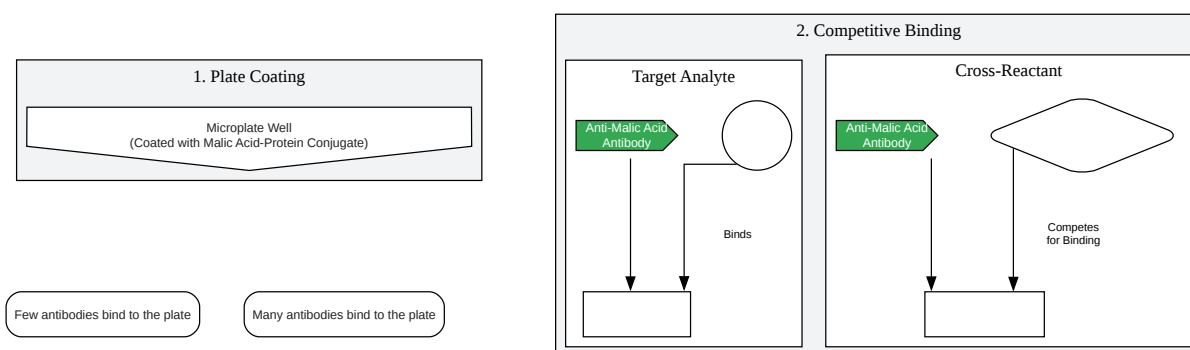 1. Plate Coating
Microplate Well
(Coated with Malic Acid-Protein Conjugate)
Few antibodies bind to the plate
Many antibodies bind to the plate
2. Competitive Binding
Target Analyte
Anti-Malic Acid
Antibody
Binds
Cross-Reactant
Anti-Malic Acid
Antibody
Competes
for Binding